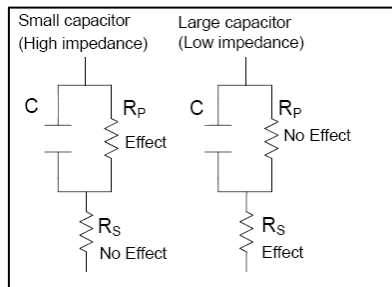 Small capacitor
(High impedance)
Large capacitor
(Low impedance)
C
RP
Effect
RS
No Effect
C
RP
No Effect
RS
Effect